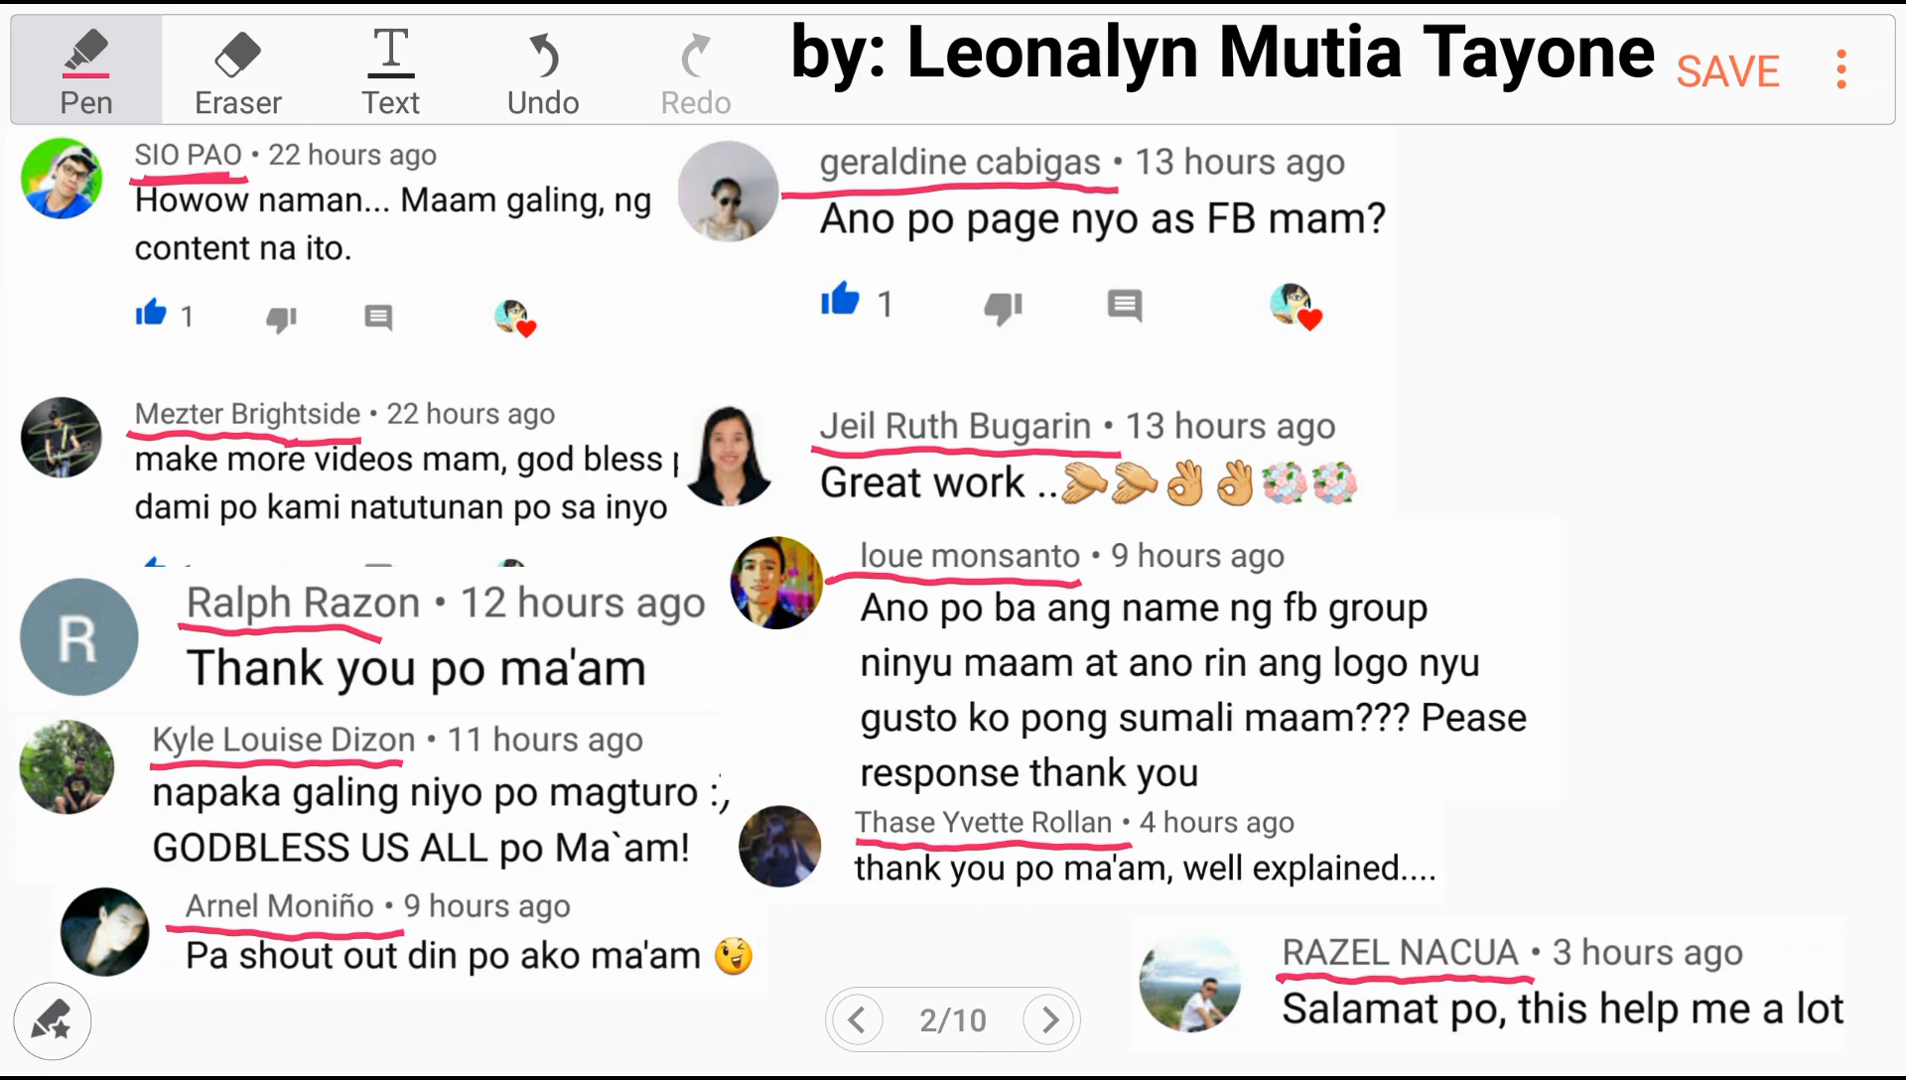 Pen
Eraser
Text
Undo
Redo
by: Leonalyn Mutia Tayone
SAVE
SIO PAO • 22 hours ago
Howow naman... Maam galing, ng
content na ito.
1
Mezter Brightside • 22 hours ago
make more videos mam, god bless
dami po kami natutunan po sa inyo
R
Ralph Razon • 12 hours ago
Thank you po ma'am
Kyle Louise Dizon • 11 hours ago
napaka galing niyo po magturo :,
GODBLESS US ALL po Ma`am!
Arnel Moniño • 9 hours ago
Pa shout out din po ako ma'am 😉
geraldine cabigas • 13 hours ago
Ano po page nyo as FB mam?
1
Jeil Ruth Bugarin • 13 hours ago
Great work ..👏👏👌👌💐💐
loue monsanto • 9 hours ago
Ano po ba ang name ng fb group
ninyu maam at ano rin ang logo nyu
gusto ko pong sumali maam??? Pease
response thank you
Thase Yvette Rollan • 4 hours ago
thank you po ma'am, well explained....
RAZEL NACUA • 3 hours ago
Salamat po, this help me a lot
2/10